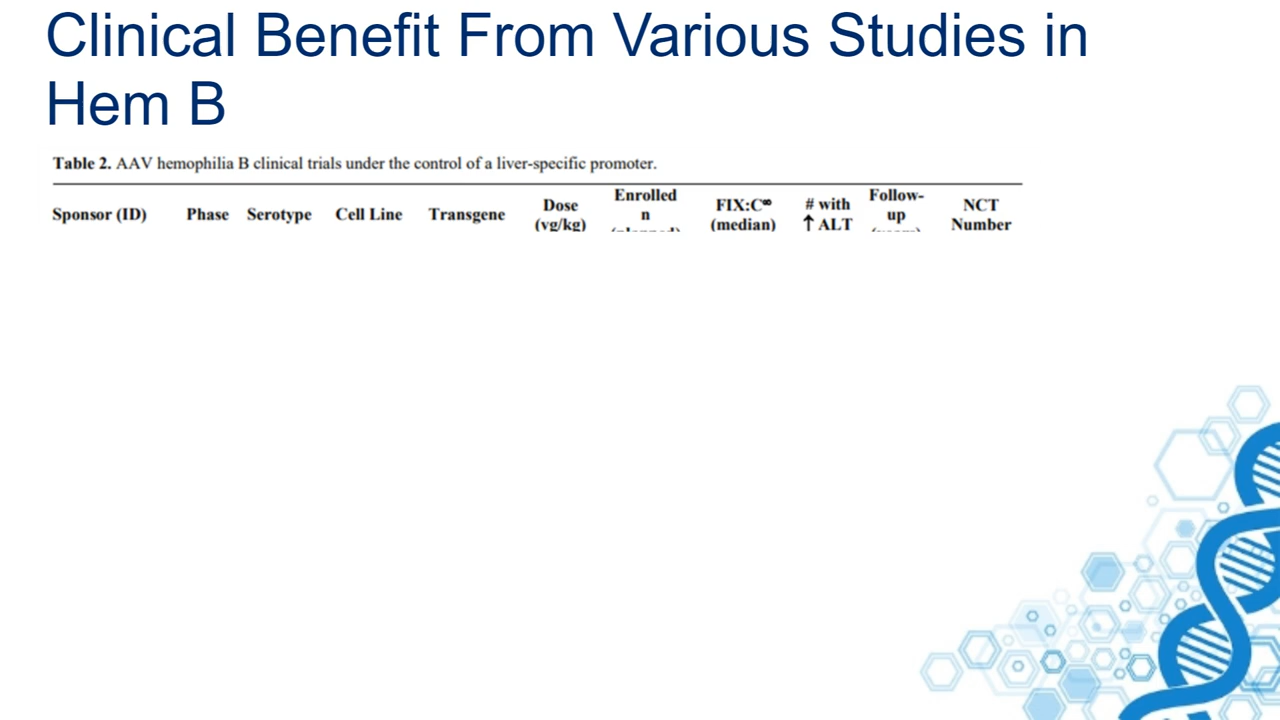 Clinical Benefit From Various Studies in
Hem B
Table 2. AAV hemophilia B clinical trials under the control of a liver-specific promoter.
Sponsor (ID) Phase Serotype Cell Line Transgene Dose (vg/kg) Enrolled n FIX:C∞ (median) # with ↑ ALT Follow-up NCT Number